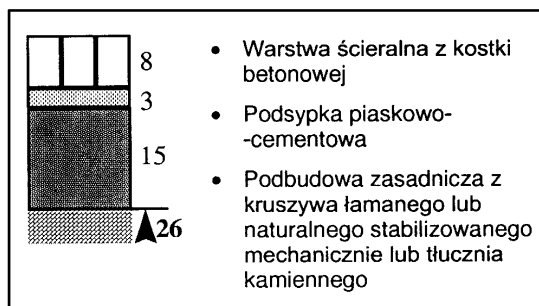 8
3
15
26
• Warstwa ścieralna z kostki
betonowej
• Podsypka piaskowo-
-cementowa
• Podbudowa zasadnicza z
kruszywa łamanego lub
naturalnego stabilizowanego
mechanicznie lub tłucznia
kamiennego